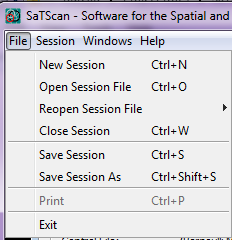 SaTScan - Software for the Spatial and
File Session Windows Help
New Session Ctrl+N
Open Session File Ctrl+O
Reopen Session File
Close Session Ctrl+W
Save Session Ctrl+S
Save Session As Ctrl+Shift+S
Print Ctrl+P
Exit